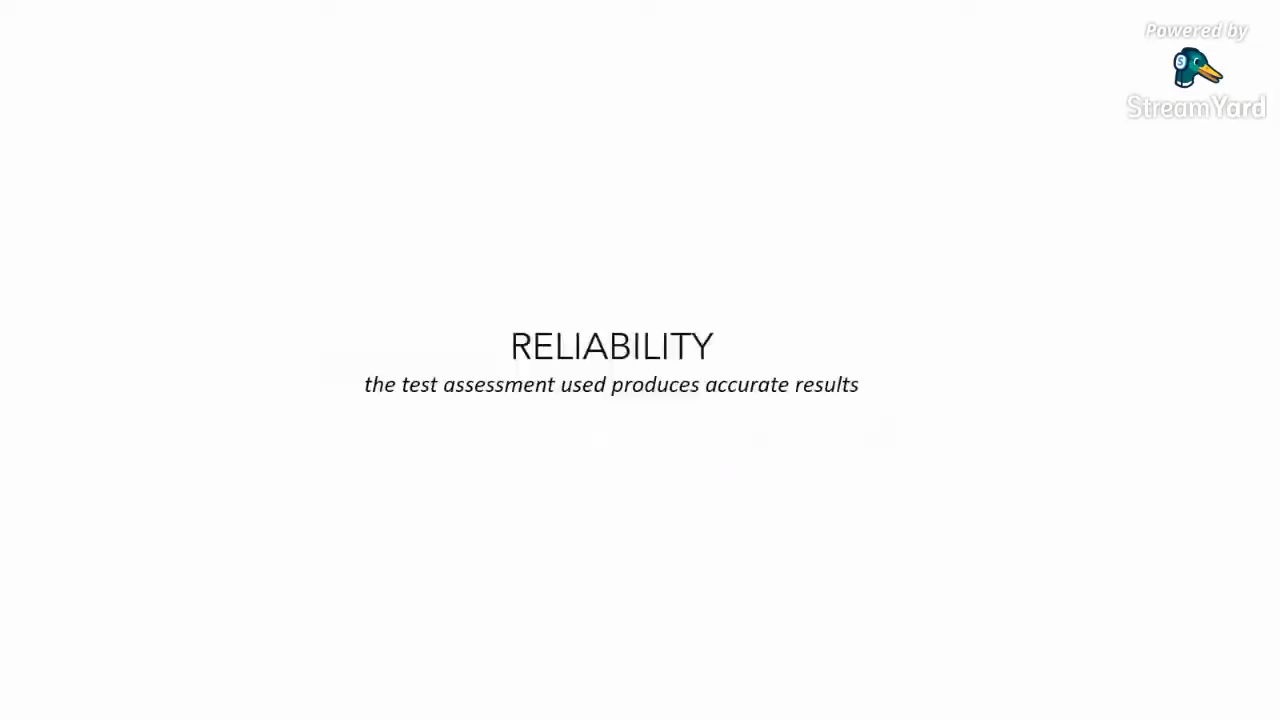 Powered by
S
StreamYard
RELIABILITY
the test assessment used produces accurate results